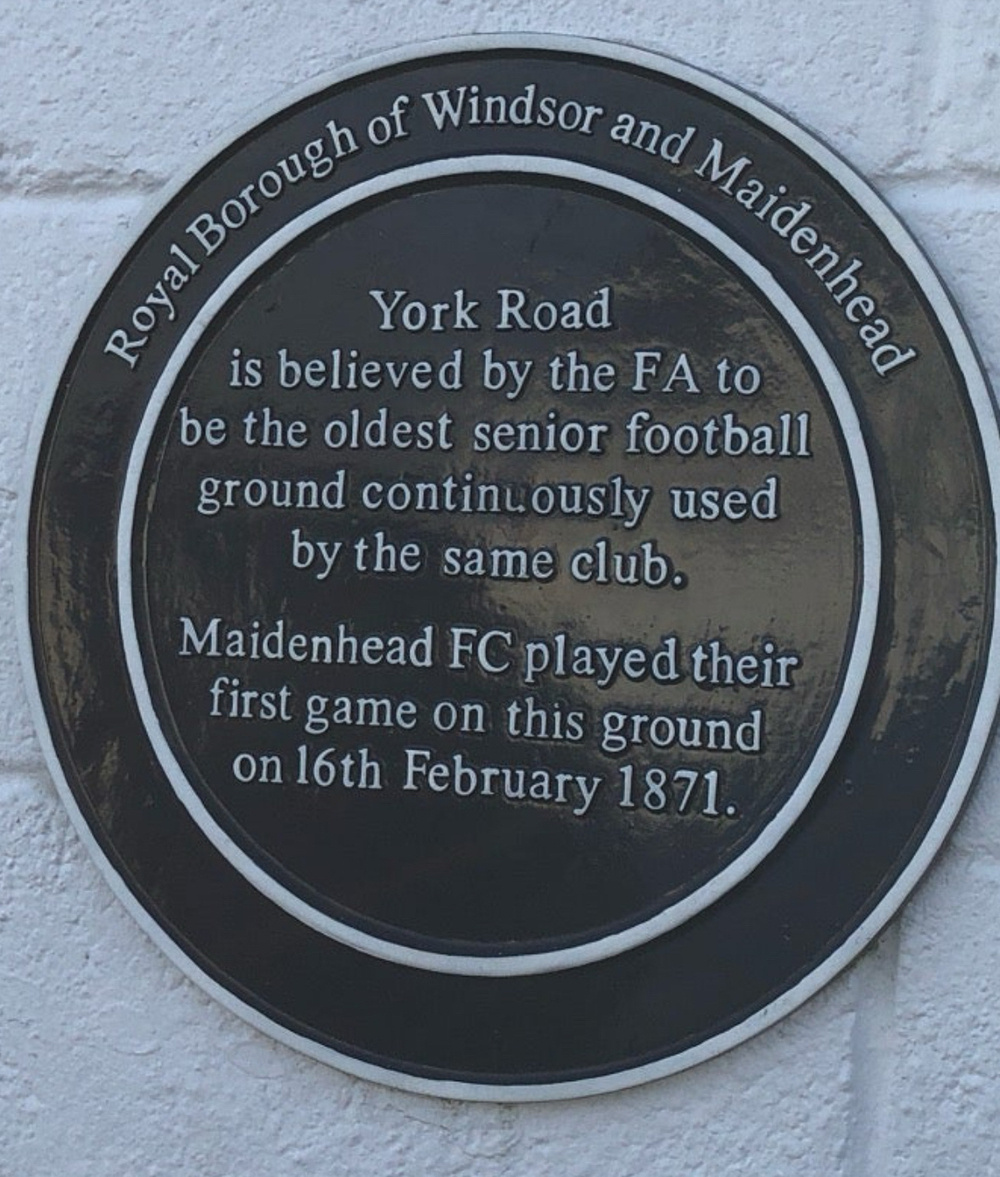 Royal Borough of Windsor and Maidenhead
York Road
is believed by the FA to
be the oldest senior football
ground continuously used
by the same club.
Maidenhead FC played their
first game on this ground
on 16th February 1871.